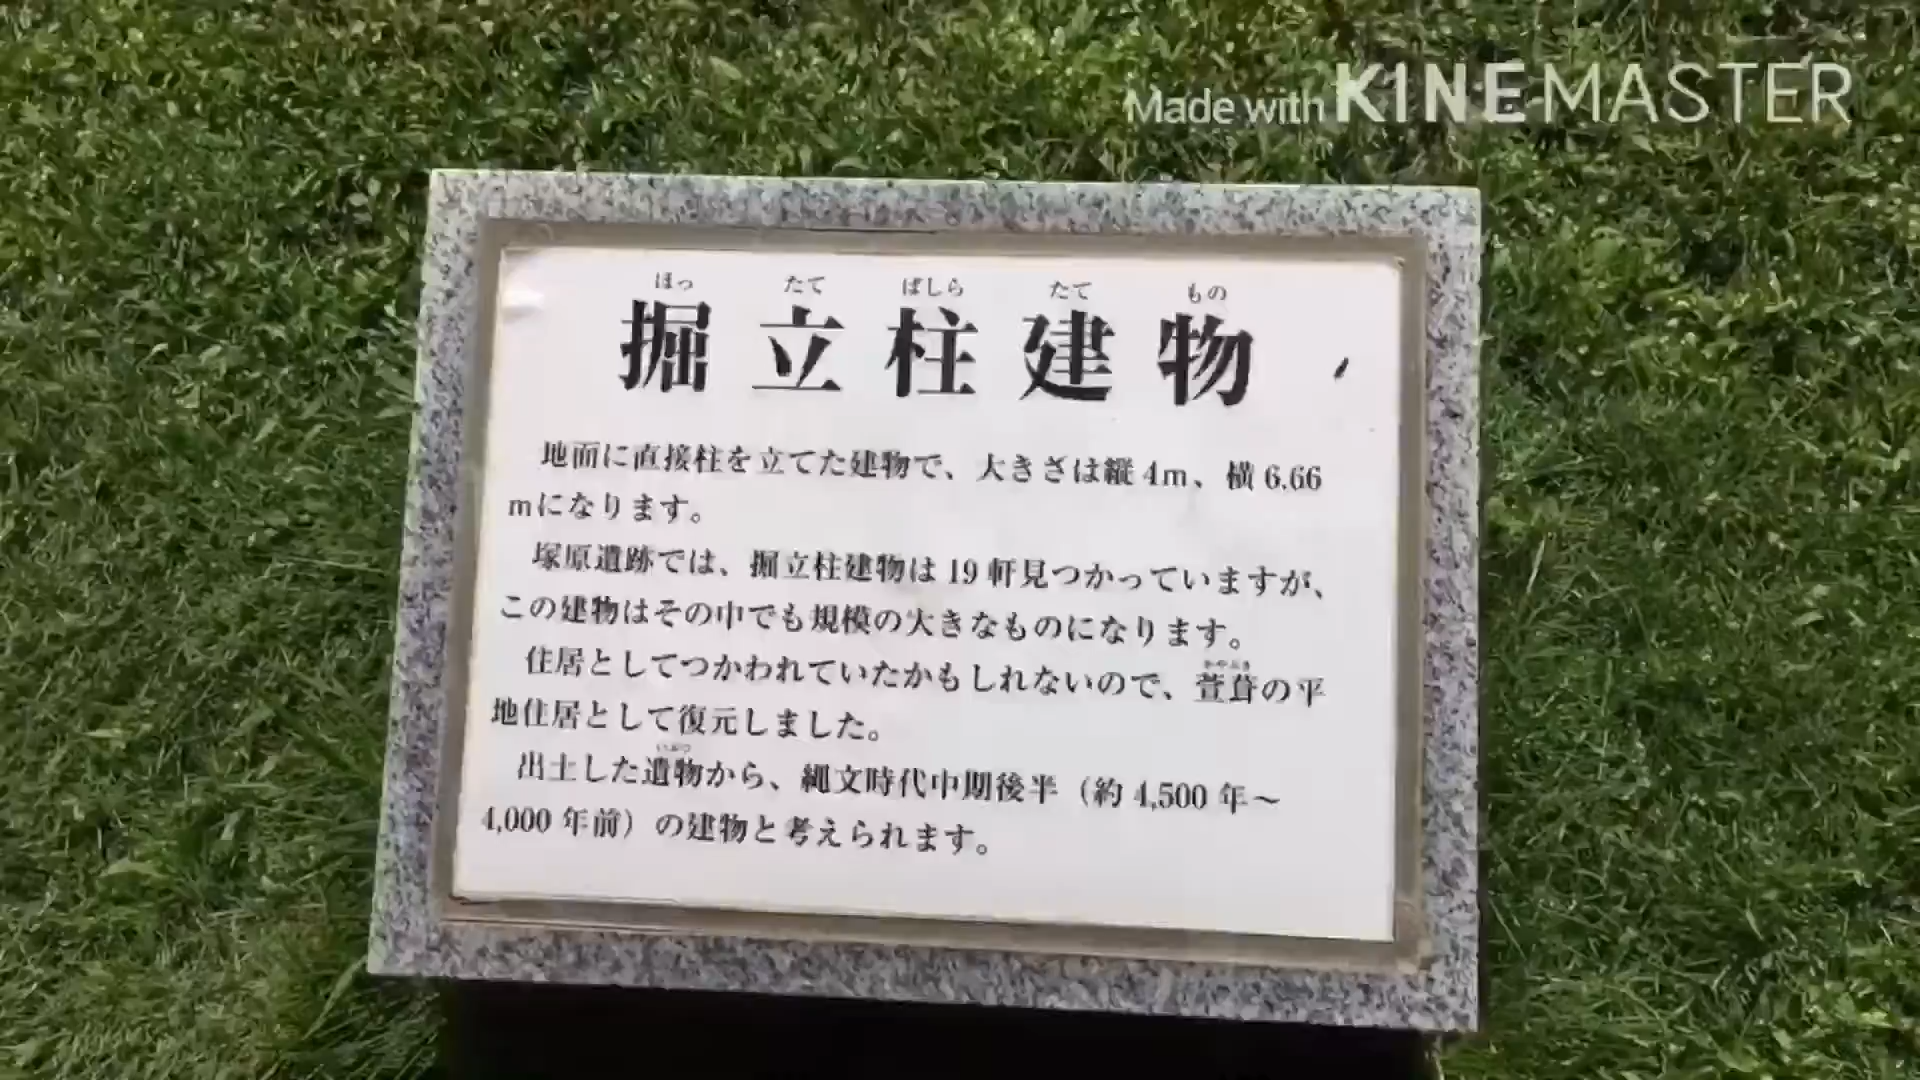 Made with KINEMASTER
ほっ たて ばしら たて もの
掘立柱建物
地面に直接柱を立てた建物で、大きさは縦4m、横6.66
mになります。
塚原遺跡では、掘立柱建物は19軒見つかっていますが、
この建物はその中でも規模の大きなものになります。
かやぶき
住居としてつかわれていたかもしれないので、萱葺の平
地住居として復元しました。
いぶつ
出土した遺物から、縄文時代中期後半（約4,500年～
4,000年前）の建物と考えられます。